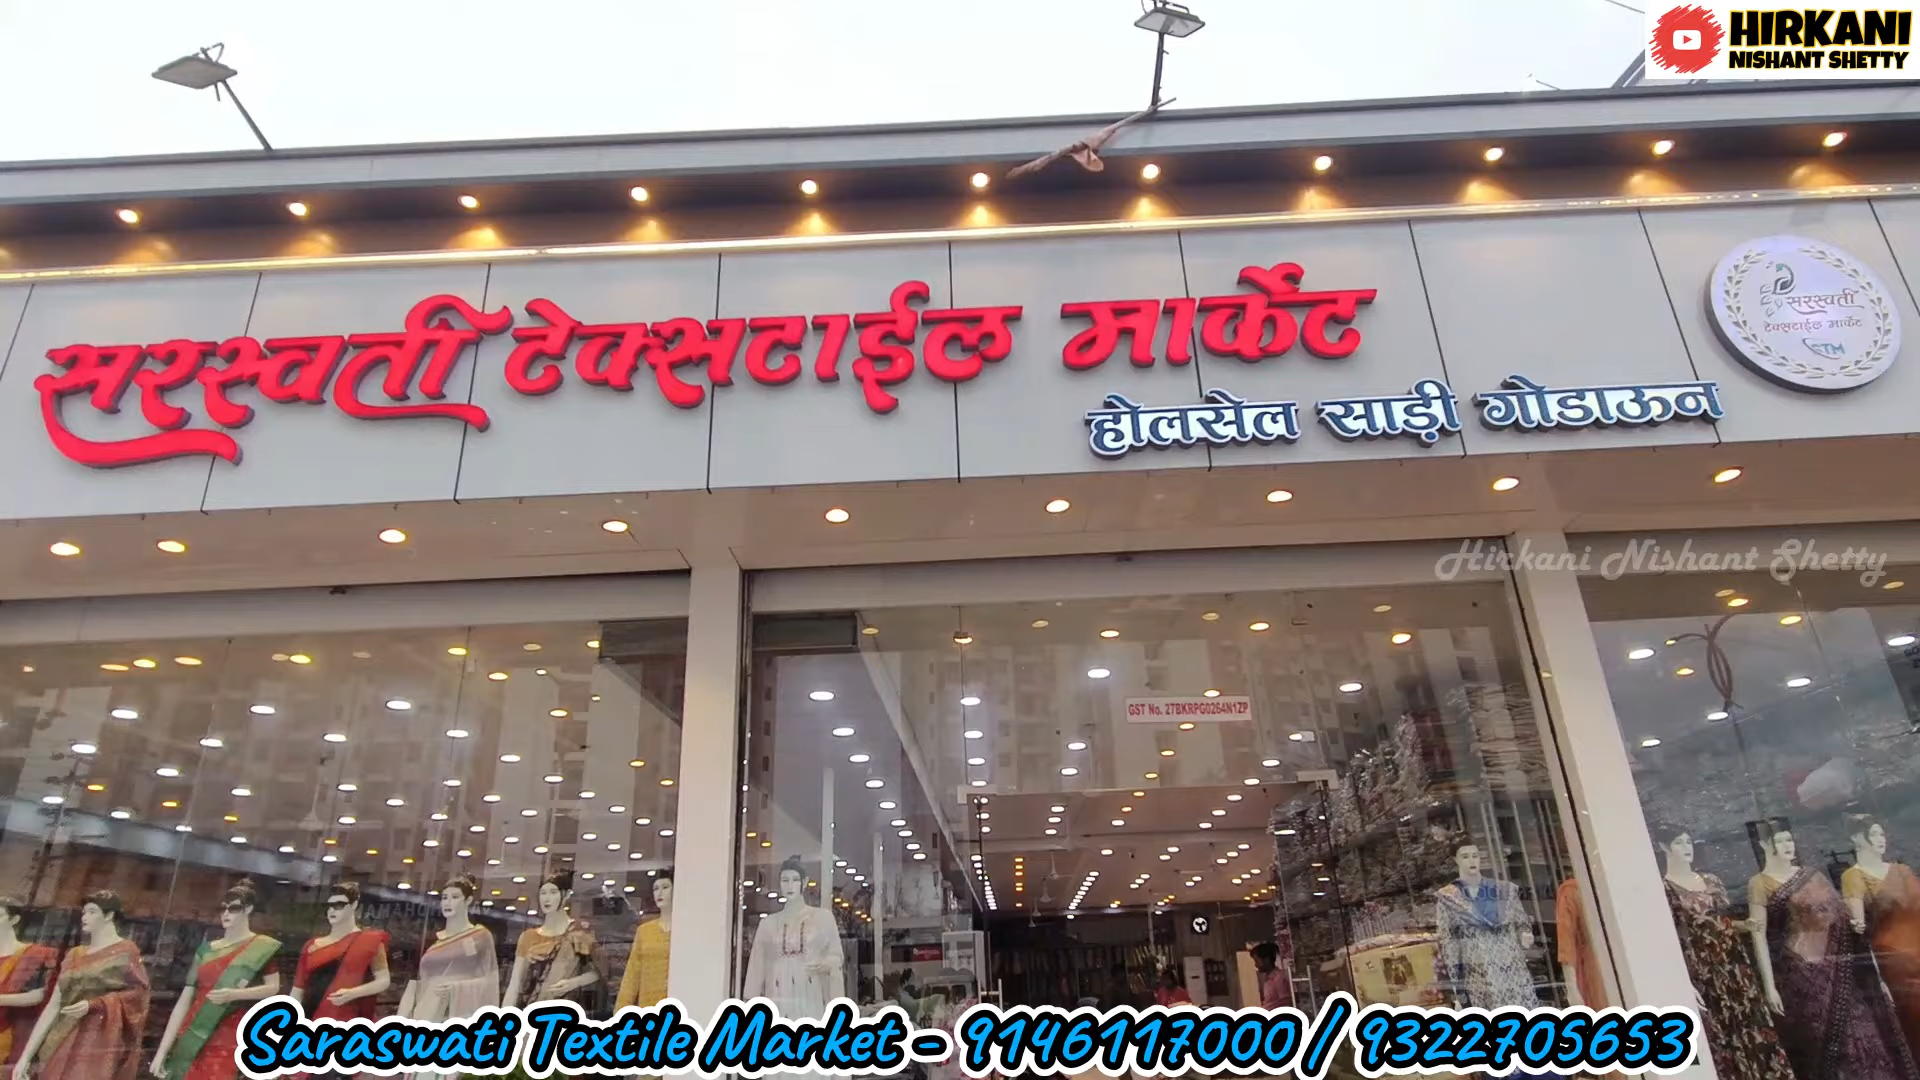 HIRKANI
NISHANT SHETTY
सरस्वती टेक्सटाईल मार्केट
होलसेल साड़ी गोडाऊन
सरस्वती
टेक्सटाईल मार्केट
STM
Hirkani Nishant Shetty
GST No. 27BKRPG0264N1ZP
Saraswati Textile Market - 9146117000 / 9322705653